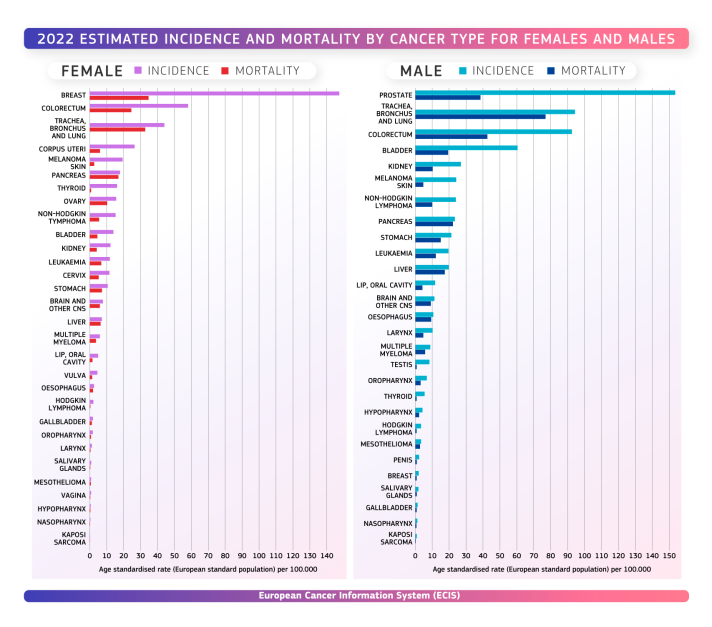 2022 ESTIMATED INCIDENCE AND MORTALITY BY CANCER TYPE FOR FEMALES AND MALES
FEMALE INCIDENCE MORTALITY
BREAST
COLORECTUM
TRACHEA,
BRONCHUS
AND LUNG
CORPUS UTERI
MELANOMA
SKIN
PANCREAS
THYROID
OVARY
NON-HODGKIN
TYMPHOMA
BLADDER
KIDNEY
LEUKAEMIA
CERVIX
STOMACH
BRAIN AND
OTHER CNS
LIVER
MULTIPLE
MYELOMA
LIP, ORAL
CAVITY
VULVA
OESOPHAGUS
HODGKIN
LYMPHOMA
GALLBLADDER
OROPHARYNX
LARYNX
SALIVARY
GLANDS
MESOTHELIOMA
VAGINA
HYPOPHARYNX
NASOPHARYNX
KAPOSI
SARCOMA
0 10 20 30 40 50 60 70 80 90 100 110 120 130 140
Age standardised rate (European standard population) per 100.000
MALE INCIDENCE MORTALITY
PROSTATE
TRACHEA,
BRONCHUS
AND LUNG
COLORECTUM
BLADDER
KIDNEY
MELANOMA
SKIN
NON-HODGKIN
LYMPHOMA
PANCREAS
STOMACH
LEUKAEMIA
LIVER
LIP, ORAL CAVITY
BRAIN AND
OTHER CNS
OESOPHAGUS
LARYNX
MULTIPLE
MYELOMA
TESTIS
OROPHARYNX
THYROID
HYPOPHARYNX
HODGKIN
LYMPHOMA
MESOTHELIOMA
PENIS
BREAST
SALIVARY
GLANDS
GALLBLADDER
NASOPHARYNX
KAPOSI
SARCOMA
0 10 20 30 40 50 60 70 80 90 100 110 120 130 140 150
Age standardised rate (European standard population) per 100.000
European Cancer Information System (ECIS)